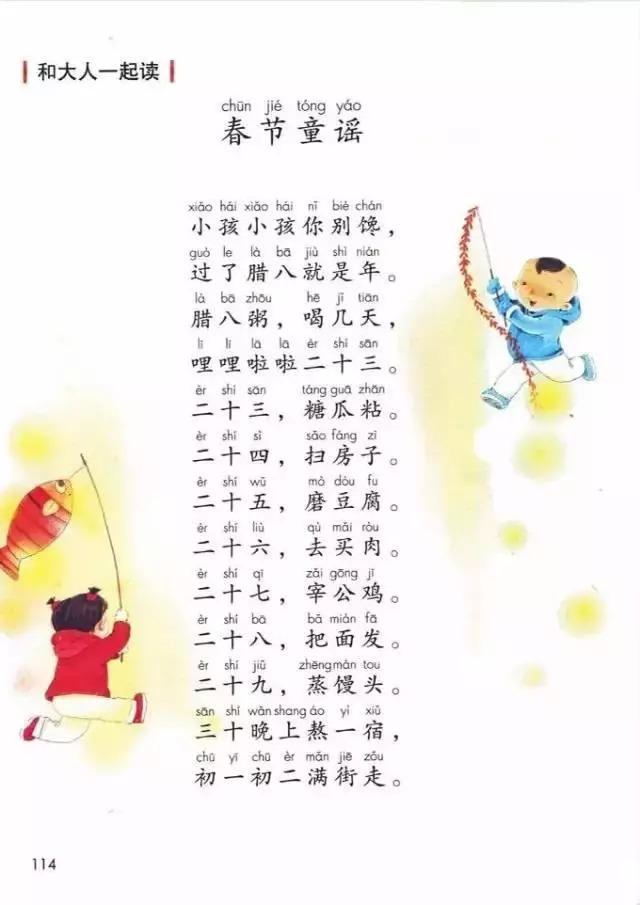 和大人一起读
chūn jié tóng yáo
春节童谣
xiǎo hái xiǎo hái nǐ bié chán
小孩小孩你别馋，
guò le là bā jiù shì nián
过了腊八就是年。
là bā zhōu hē jǐ tiān
腊八粥，喝几天，
lī lī lā lā èr shí sān
哩哩啦啦二十三。
èr shí sān táng guā zhān
二十三，糖瓜粘。
èr shí sì sǎo fáng zi
二十四，扫房子。
èr shí wǔ mò dòu fu
二十五，磨豆腐。
èr shí liù qù mǎi ròu
二十六，去买肉。
èr shí qī zǎi gōng jī
二十七，宰公鸡。
èr shí bā bǎ miàn fā
二十八，把面发。
èr shí jiǔ zhēng mán tou
二十九，蒸馒头。
sān shí wǎn shang áo yì xiǔ
三十晚上熬一宿，
chū yī chū èr mǎn jiē zǒu
初一初二满街走。
114